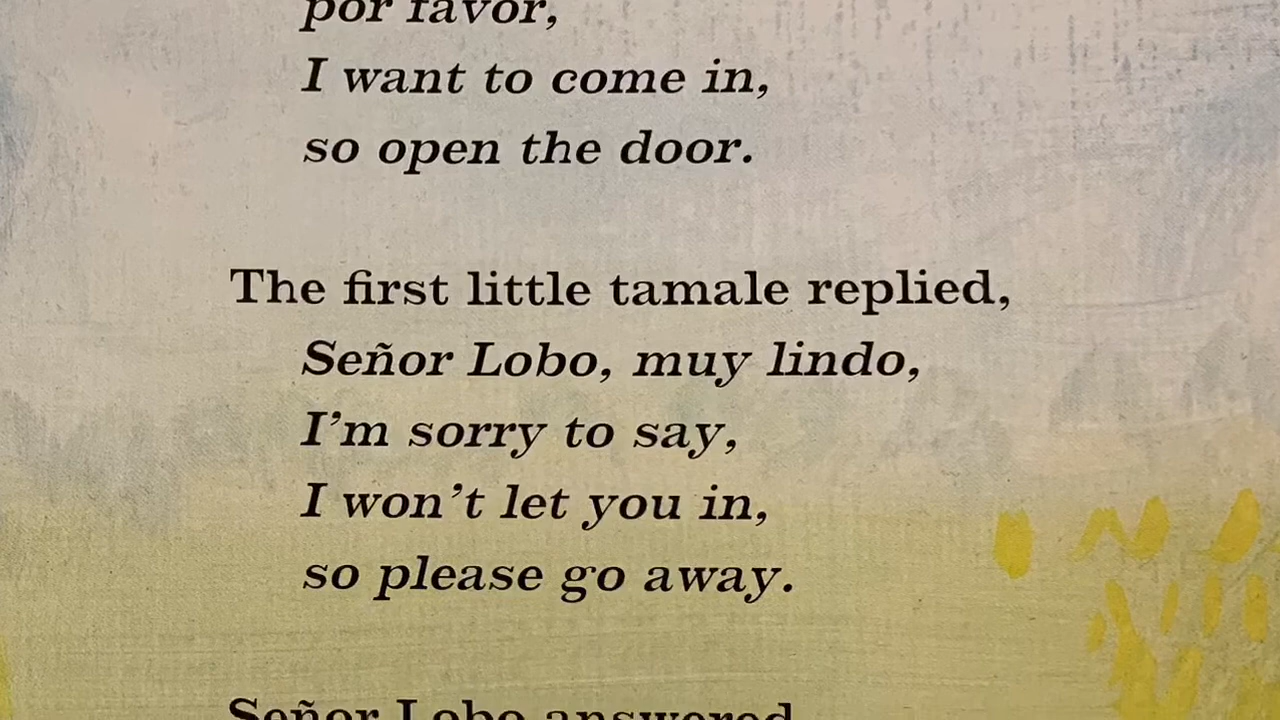 por favor,
I want to come in,
so open the door.
The first little tamale replied,
Señor Lobo, muy lindo,
I'm sorry to say,
I won't let you in,
so please go away.
Señor Lobo answered